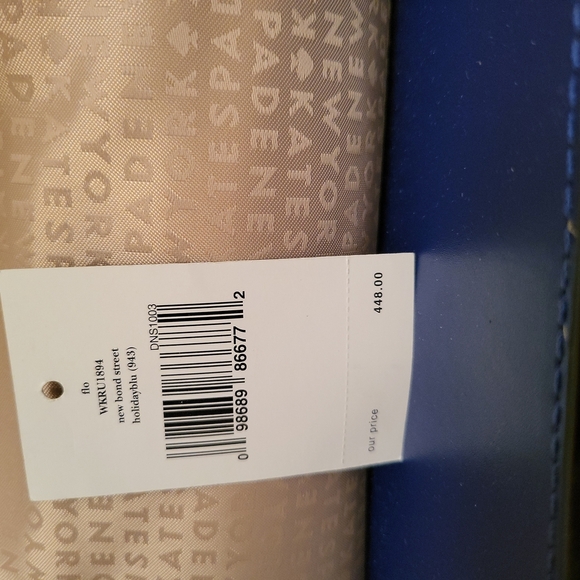 flo
WKRU1894
new bond street
holidayblu (943)
DNS1003
0 98689 86677 2
our price
448.00
KATE SPADE NEW YORK